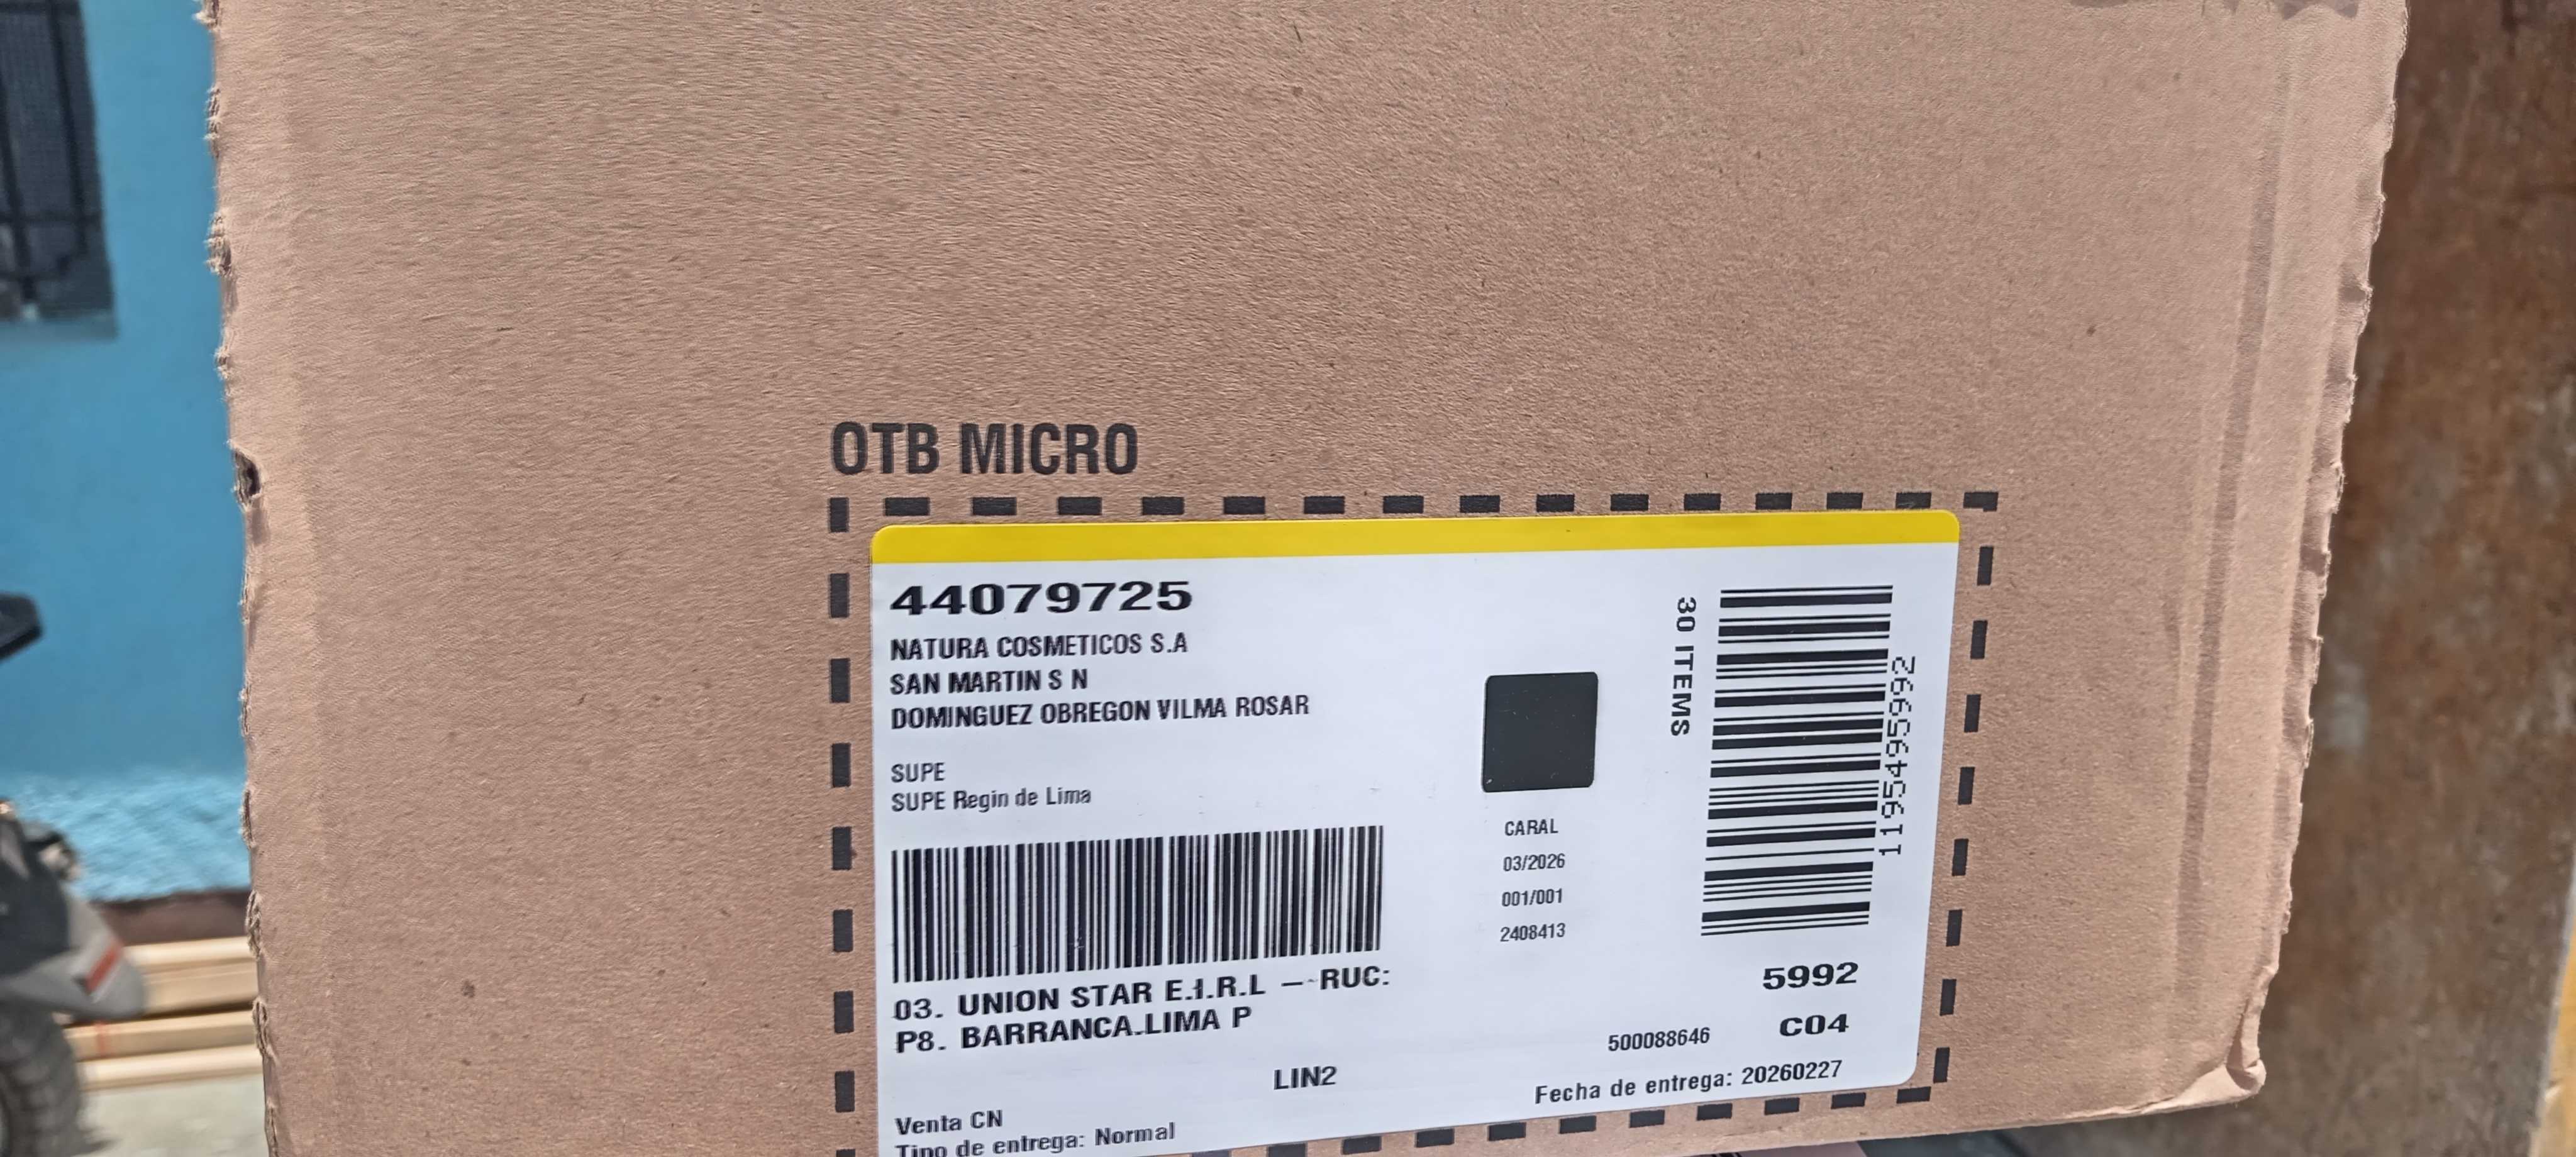 OTB MICRO
44079725
NATURA COSMETICOS S.A
SAN MARTIN S N
DOMINGUEZ OBREGON VILMA ROSAR
SUPE
SUPE Regin de Lima
30 ITEMS
1195495992
CARAL
03/2026
001/001
2408413
03. UNION STAR E.I.R.L -- RUC:
P8. BARRANCA.LIMA P
5992
500088646 C04
LIN2
Fecha de entrega: 20260227
Venta CN
Tipo de entrega: Normal